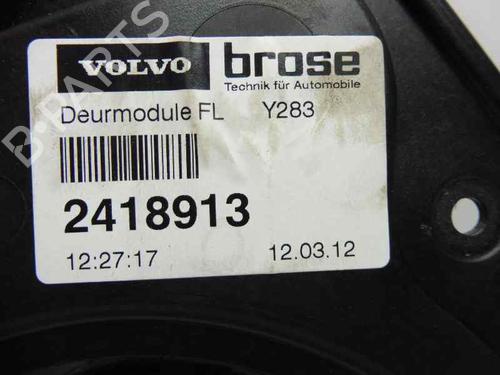 VOLVO brose
Technik für Automobile
Deurmodule FL Y283
2418913
12:27:17 12.03.12
B-PARTS